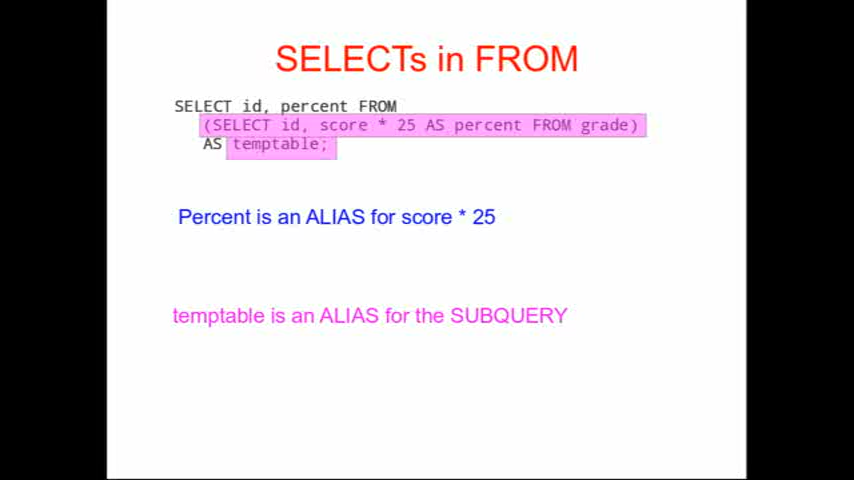 SELECTs in FROM
SELECT id, percent FROM
(SELECT id, score * 25 AS percent FROM grade)
AS temptable;
Percent is an ALIAS for score * 25
temptable is an ALIAS for the SUBQUERY